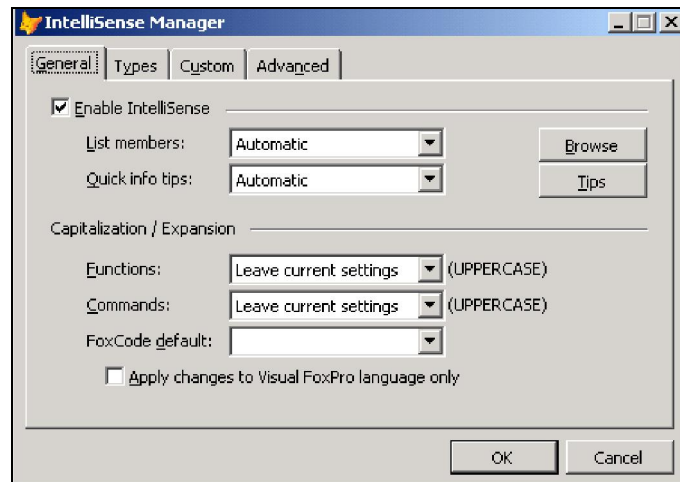 IntelliSense Manager
General Types Custom Advanced
Enable IntelliSense
List members: Automatic Browse
Quick info tips: Automatic Tips
Capitalization / Expansion
Functions: Leave current settings (UPPERCASE)
Commands: Leave current settings (UPPERCASE)
FoxCode default:
Apply changes to Visual FoxPro language only
OK Cancel